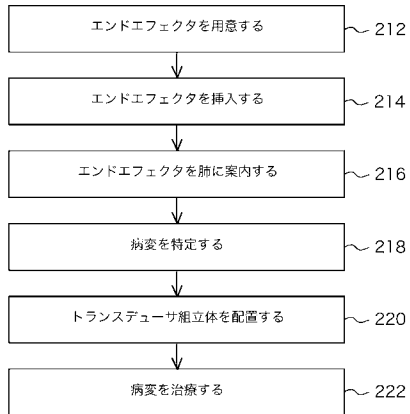 エンドエフェクタを用意する 212
エンドエフェクタを挿入する 214
エンドエフェクタを肺に案内する 216
病変を特定する 218
トランスデューサ組立体を配置する 220
病変を治療する 222